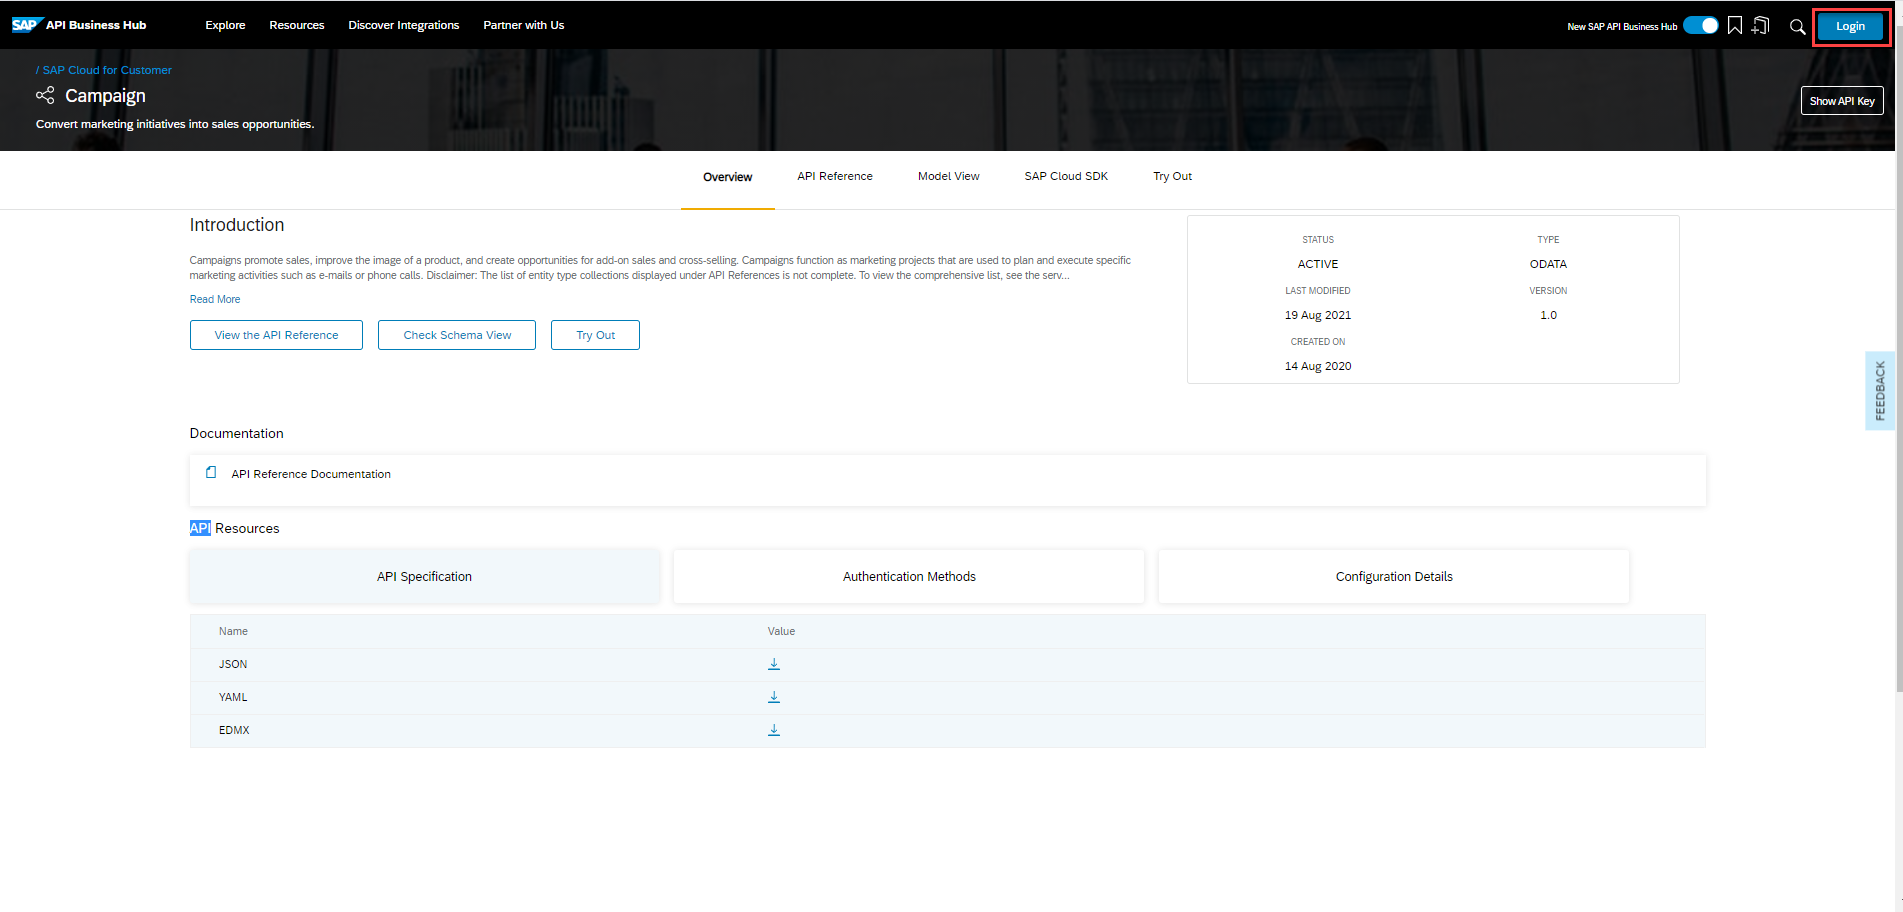 SAP API Business Hub Explore Resources Discover Integrations Partner with Us New SAP API Business Hub Login
/ SAP Cloud for Customer
Campaign
Show API Key
Convert marketing initiatives into sales opportunities.
Overview API Reference Model View SAP Cloud SDK Try Out
Introduction
Campaigns promote sales, improve the image of a product, and create opportunities for add-on sales and cross-selling. Campaigns function as marketing projects that are used to plan and execute specific
marketing activities such as e-mails or phone calls. Disclaimer: The list of entity type collections displayed under API References is not complete. To view the comprehensive list, see the serv...
Read More
View the API Reference Check Schema View Try Out
STATUS TYPE
ACTIVE ODATA
LAST MODIFIED VERSION
19 Aug 2021 1.0
CREATED ON
14 Aug 2020
FEEDBACK
Documentation
API Reference Documentation
API Resources
API Specification Authentication Methods Configuration Details
Name Value
JSON
YAML
EDMX